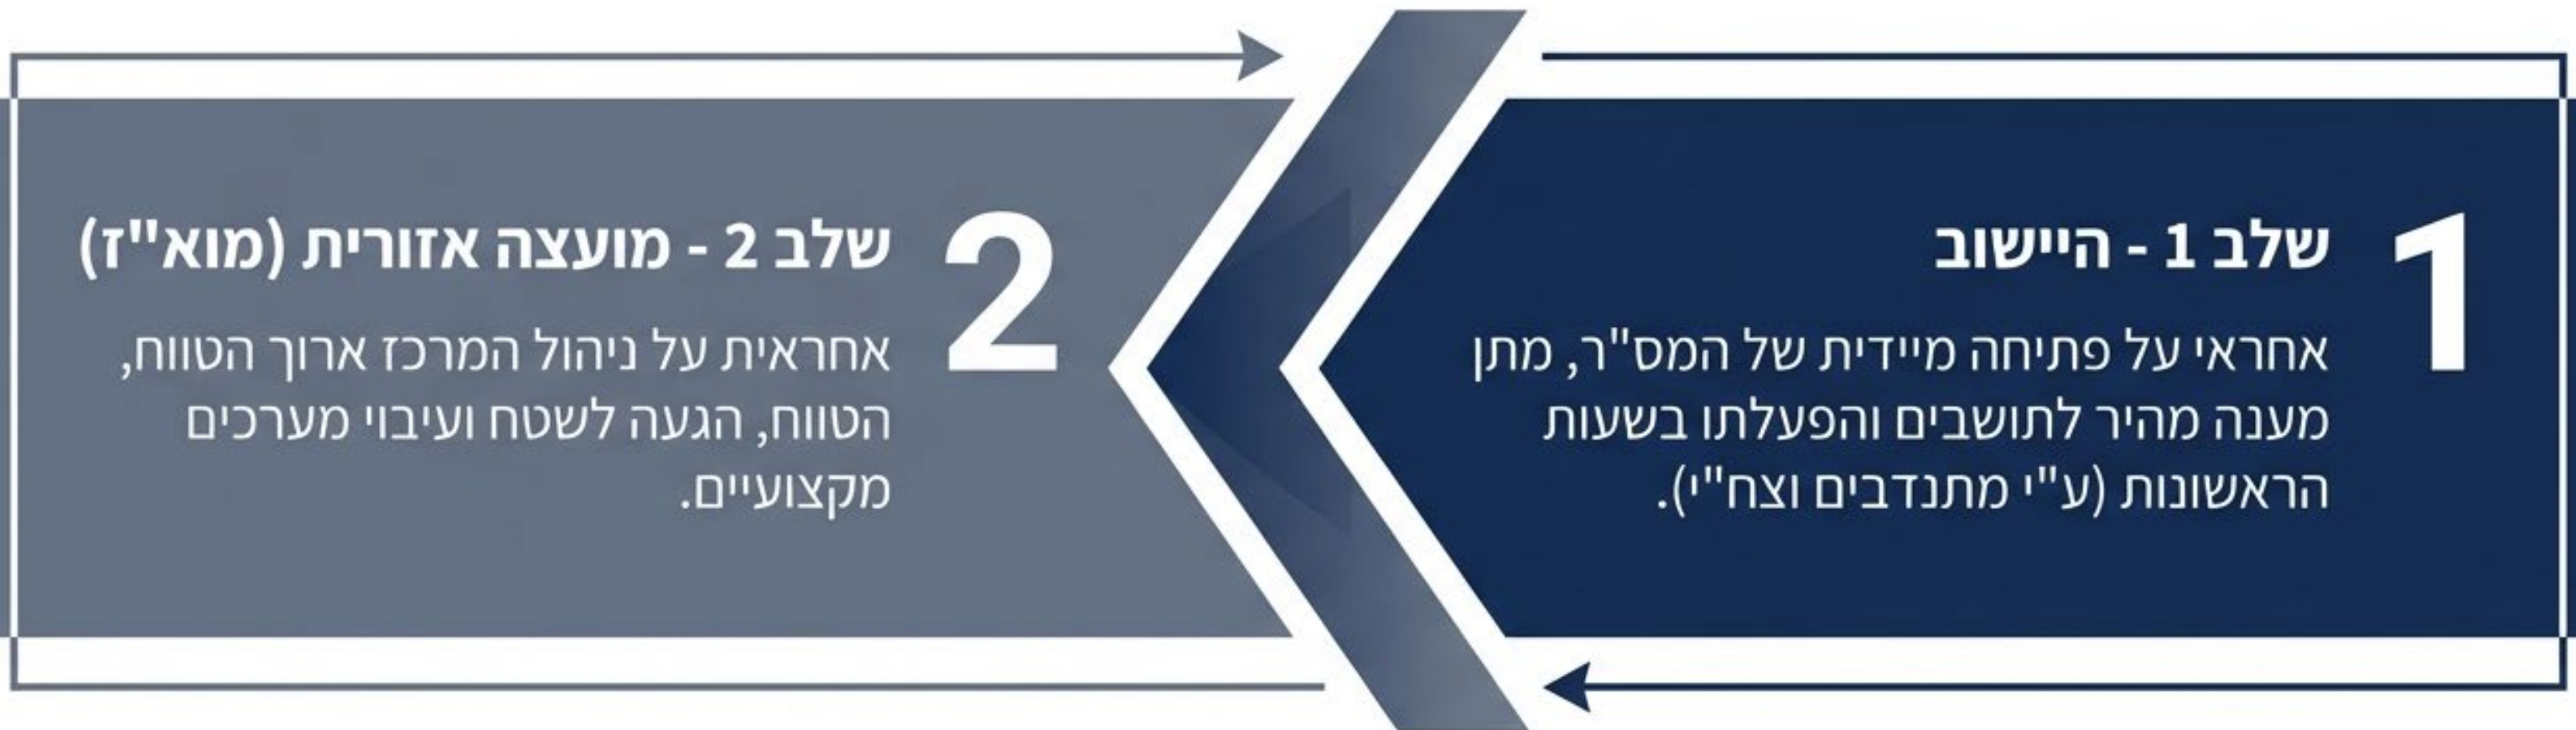 1
שלב 1 - היישוב
אחראי על פתיחה מיידית של המס"ר, מתן
מענה מהיר לתושבים והפעלתו בשעות
הראשונות (ע"י מתנדבים וצח"י).
2
שלב 2 - מועצה אזורית (מוא"ז)
אחראית על ניהול המרכז ארוך הטווח,
הטווח, הגעה לשטח ועיבוי מערכים
מקצועיים.